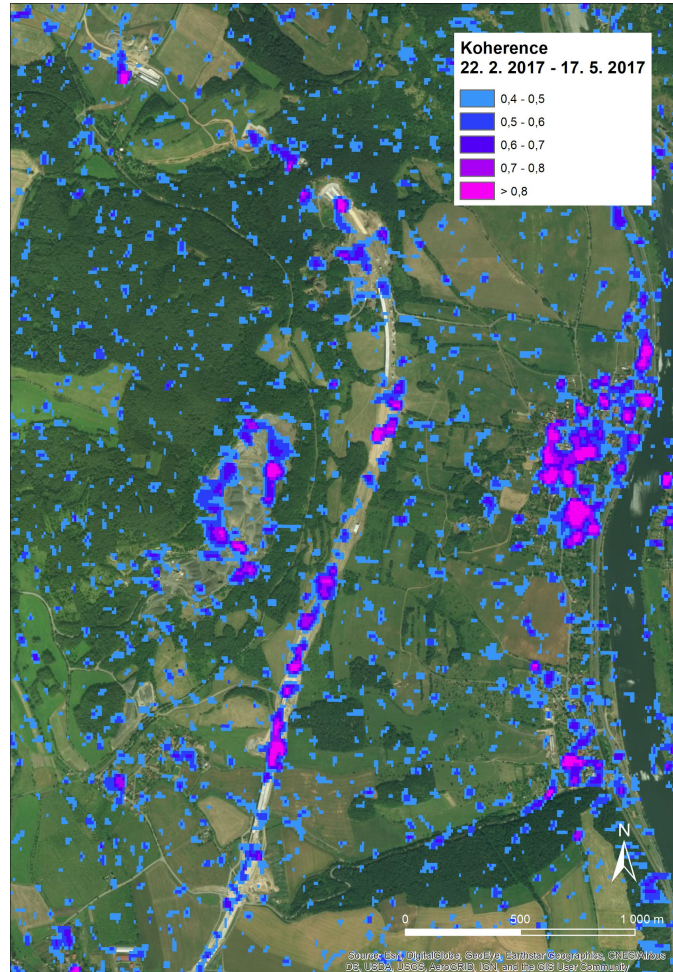 Koherence
22. 2. 2017 - 17. 5. 2017
0,4 - 0,5
0,5 - 0,6
0,6 - 0,7
0,7 - 0,8
> 0,8
N
0 500 1 000 m
Source: Esri, DigitalGlobe, GeoEye, Earthstar Geographics, CNES/Airbus
DS, USDA, USGS, AeroGRID, IGN, and the GIS User Community